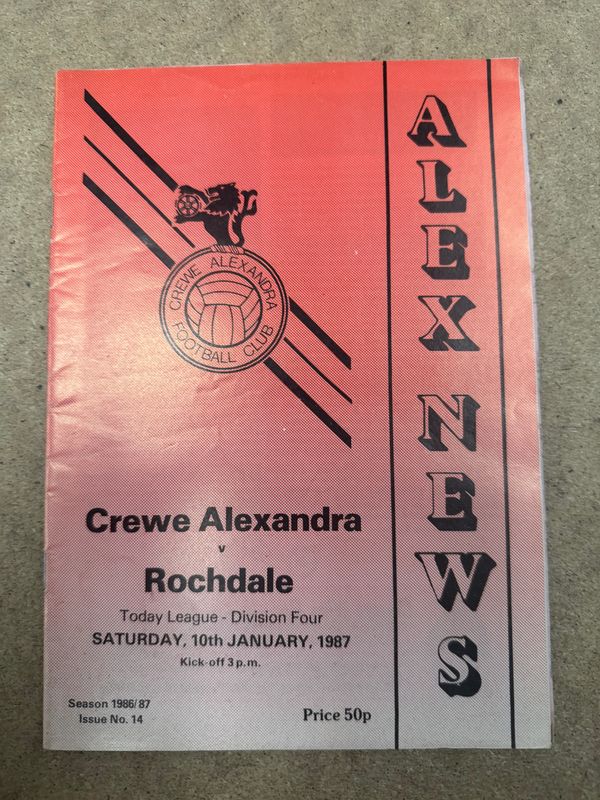 ALEX NEWS
CREWE ALEXANDRA
FOOTBALL CLUB
Crewe Alexandra
v
Rochdale
Today League - Division Four
SATURDAY, 10th JANUARY, 1987
Kick-off 3 p.m.
Season 1986/87
Issue No. 14
Price 50p